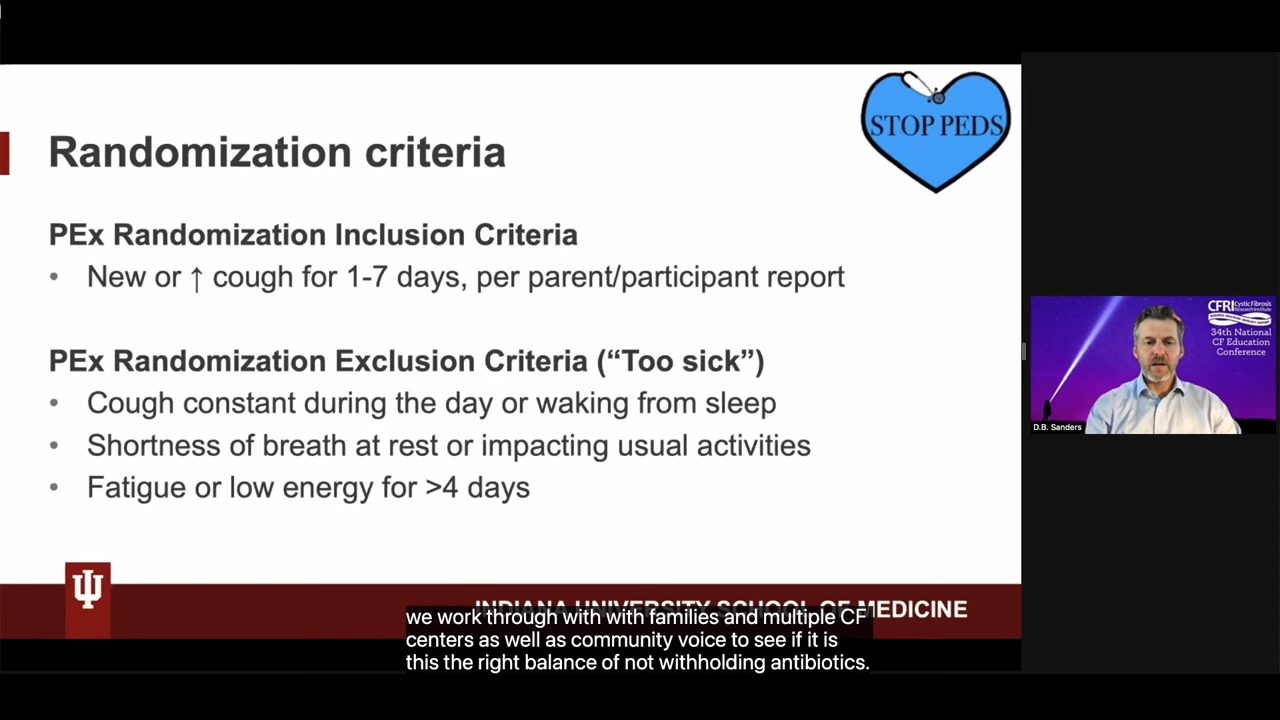 STOP PEDS
Randomization criteria
PEx Randomization Inclusion Criteria
• New or ↑ cough for 1-7 days, per parent/participant report
PEx Randomization Exclusion Criteria (“Too sick”)
• Cough constant during the day or waking from sleep
• Shortness of breath at rest or impacting usual activities
• Fatigue or low energy for >4 days
INDIANA UNIVERSITY SCHOOL OF MEDICINE
we work through with with families and multiple CF
centers as well as community voice to see if it is
this the right balance of not withholding antibiotics.
CFRI Cystic Fibrosis
Research Institute
34th National
CF Education
Conference
D.B. Sanders